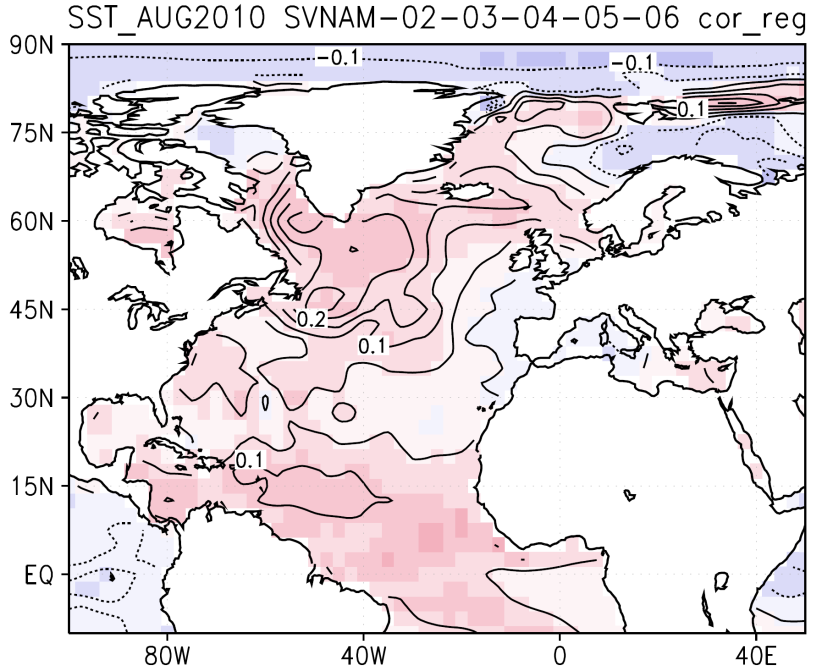 SST_AUG2010 SVNAM-02-03-04-05-06 cor_reg
90N
-0.1
-0.1
0.1
75N
60N
45N
0.2
0.1
30N
0.1
15N
EQ
80W 40W 0 40E